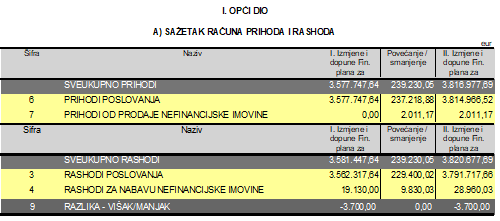 I. OPĆI DIO
A) SAŽETAK RAČUNA PRIHODA I RASHODA
eur
Šifra Naziv I. Izmjene i dopune Fin. plana za Povećanje / smanjenje II. Izmjene i dopune Fin. plana za
SVEUKUPNO PRIHODI 3.577.747,64 239.230,05 3.816.977,69
6 PRIHODI POSLOVANJA 3.577.747,64 237.218,88 3.814.966,52
7 PRIHODI OD PRODAJE NEFINANCIJSKE IMOVINE 0,00 2.011,17 2.011,17
Šifra Naziv I. Izmjene i dopune Fin. plana za Povećanje / smanjenje II. Izmjene i dopune Fin. plana za
SVEUKUPNO RASHODI 3.581.447,64 239.230,05 3.820.677,69
3 RASHODI POSLOVANJA 3.562.317,64 229.400,02 3.791.717,66
4 RASHODI ZA NABAVU NEFINANCIJSKE IMOVINE 19.130,00 9.830,03 28.960,03
9 RAZLIKA - VIŠAK/MANJAK -3.700,00 0,00 -3.700,00